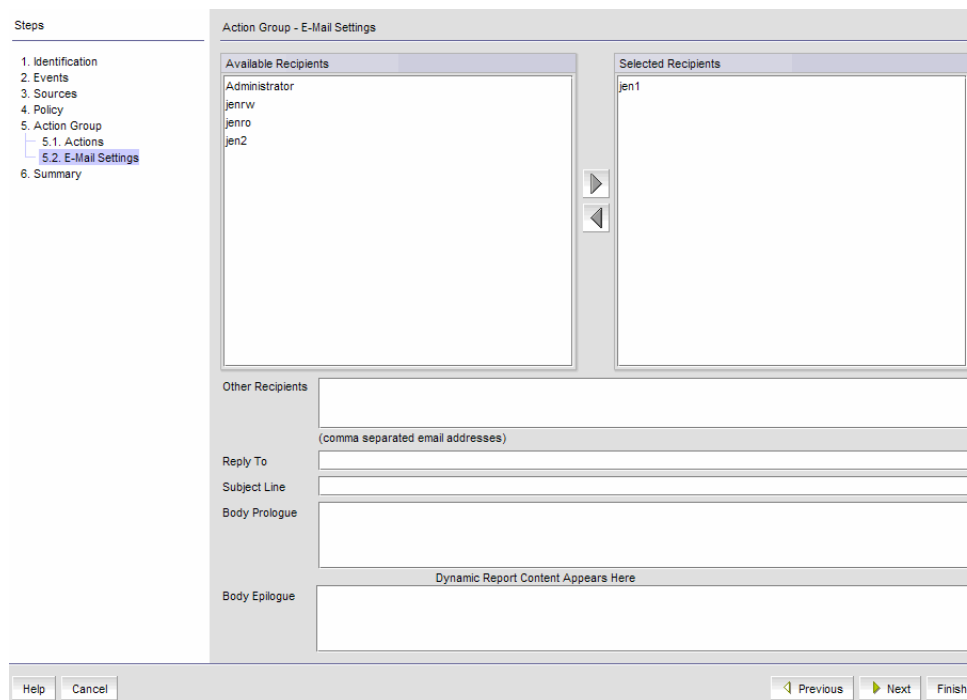 Steps
1. Identification
2. Events
3. Sources
4. Policy
5. Action Group
5.1. Actions
5.2. E-Mail Settings
6. Summary
Action Group - E-Mail Settings
Available Recipients
Administrator
jenrw
jenro
jen2
Selected Recipients
jen1
Other Recipients
(comma separated email addresses)
Reply To
Subject Line
Body Prologue
Dynamic Report Content Appears Here
Body Epilogue
Help
Cancel
Previous
Next
Finish